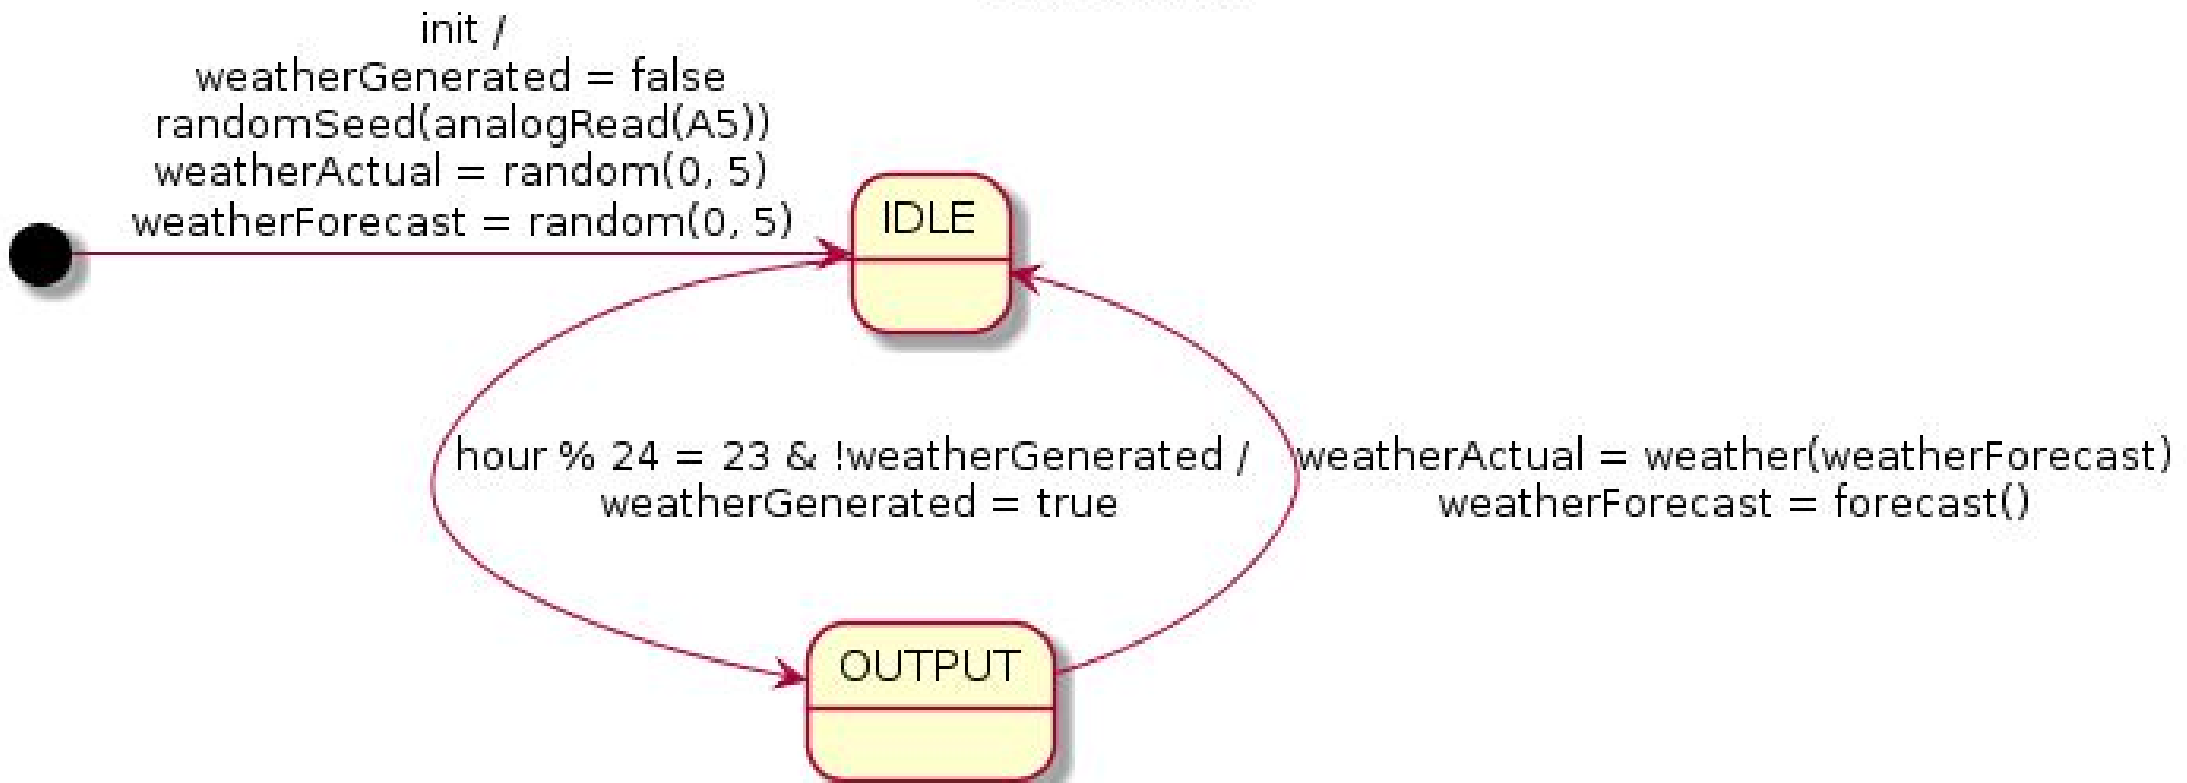 init /
weatherGenerated = false
randomSeed(analogRead(A5))
weatherActual = random(0, 5)
weatherForecast = random(0, 5)
IDLE
hour % 24 = 23 & !weatherGenerated /
weatherGenerated = true
weatherActual = weather(weatherForecast)
weatherForecast = forecast()
OUTPUT